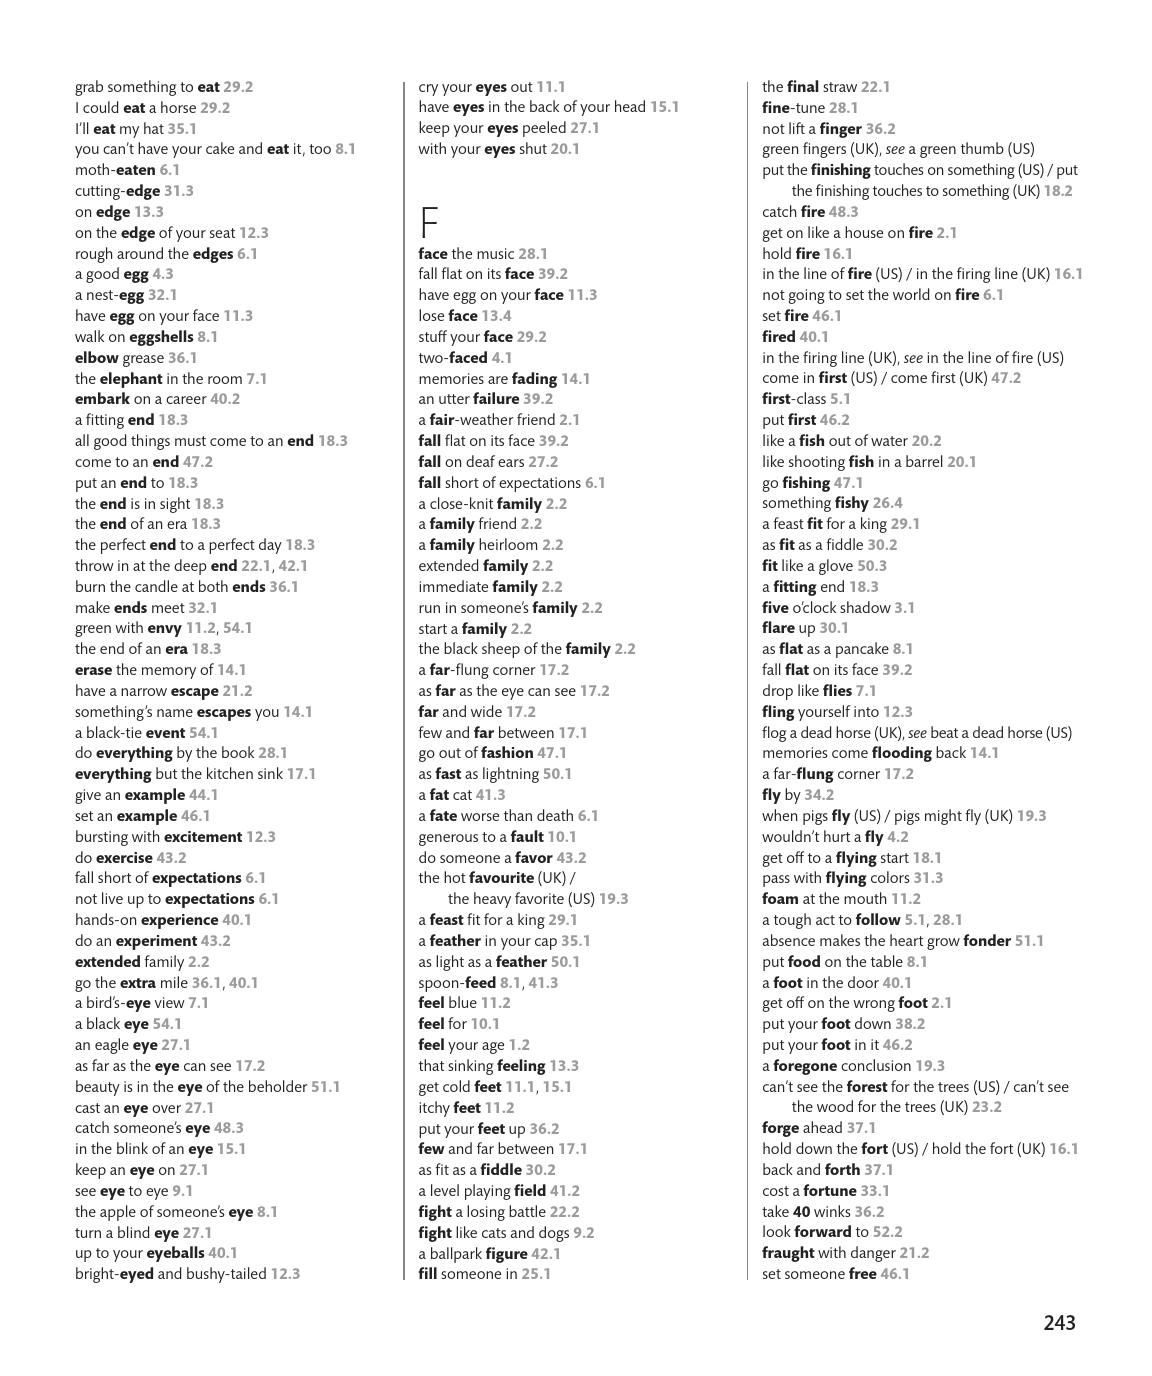 grab something to eat 29.2
I could eat a horse 29.2
I'll eat my hat 35.1
you can't have your cake and eat it, too 8.1
moth-eaten 6.1
cutting-edge 31.3
on edge 13.3
on the edge of your seat 12.3
rough around the edges 6.1
a good egg 4.3
a nest-egg 32.1
have egg on your face 11.3
walk on eggshells 8.1
elbow grease 36.1
the elephant in the room 7.1
embark on a career 40.2
a fitting end 18.3
all good things must come to an end 18.3
come to an end 47.2
put an end to 18.3
the end is in sight 18.3
the end of an era 18.3
the perfect end to a perfect day 18.3
throw in at the deep end 22.1, 42.1
burn the candle at both ends 36.1
make ends meet 32.1
green with envy 11.2, 54.1
the end of an era 18.3
erase the memory of 14.1
have a narrow escape 21.2
something's name escapes you 14.1
a black-tie event 54.1
do everything by the book 28.1
everything but the kitchen sink 17.1
give an example 44.1
set an example 46.1
bursting with excitement 12.3
do exercise 43.2
fall short of expectations 6.1
not live up to expectations 6.1
hands-on experience 40.1
do an experiment 43.2
extended family 2.2
go the extra mile 36.1, 40.1
a bird's-eye view 7.1
a black eye 54.1
an eagle eye 27.1
as far as the eye can see 17.2
beauty is in the eye of the beholder 51.1
cast an eye over 27.1
catch someone's eye 48.3
in the blink of an eye 15.1
keep an eye on 27.1
see eye to eye 9.1
the apple of someone's eye 8.1
turn a blind eye 27.1
up to your eyeballs 40.1
bright-eyed and bushy-tailed 12.3
cry your eyes out 11.1
have eyes in the back of your head 15.1
keep your eyes peeled 27.1
with your eyes shut 20.1
F
face the music 28.1
fall flat on its face 39.2
have egg on your face 11.3
lose face 13.4
stuff your face 29.2
two-faced 4.1
memories are fading 14.1
an utter failure 39.2
a fair-weather friend 2.1
fall flat on its face 39.2
fall on deaf ears 27.2
fall short of expectations 6.1
a close-knit family 2.2
a family friend 2.2
a family heirloom 2.2
extended family 2.2
immediate family 2.2
run in someone's family 2.2
start a family 2.2
the black sheep of the family 2.2
a far-flung corner 17.2
as far as the eye can see 17.2
far and wide 17.2
few and far between 17.1
go out of fashion 47.1
as fast as lightning 50.1
a fat cat 41.3
a fate worse than death 6.1
generous to a fault 10.1
do someone a favor 43.2
the hot favourite (UK) /
the heavy favorite (US) 19.3
a feast fit for a king 29.1
a feather in your cap 35.1
as light as a feather 50.1
spoon-feed 8.1, 41.3
feel blue 11.2
feel for 10.1
feel your age 1.2
that sinking feeling 13.3
get cold feet 11.1, 15.1
itchy feet 11.2
put your feet up 36.2
few and far between 17.1
as fit as a fiddle 30.2
a level playing field 41.2
fight a losing battle 22.2
fight like cats and dogs 9.2
a ballpark figure 42.1
fill someone in 25.1
the final straw 22.1
fine-tune 28.1
not lift a finger 36.2
green fingers (UK), see a green thumb (US)
put the finishing touches on something (US) / put
the finishing touches to something (UK) 18.2
catch fire 48.3
get on like a house on fire 2.1
hold fire 16.1
in the line of fire (US) / in the firing line (UK) 16.1
not going to set the world on fire 6.1
set fire 46.1
fired 40.1
in the firing line (UK), see in the line of fire (US)
come in first (US) / come first (UK) 47.2
first-class 5.1
put first 46.2
like a fish out of water 20.2
like shooting fish in a barrel 20.1
go fishing 47.1
something fishy 26.4
a feast fit for a king 29.1
as fit as a fiddle 30.2
fit like a glove 50.3
a fitting end 18.3
five o'clock shadow 3.1
flare up 30.1
as flat as a pancake 8.1
fall flat on its face 39.2
drop like flies 7.1
fling yourself into 12.3
flog a dead horse (UK), see beat a dead horse (US)
memories come flooding back 14.1
a far-flung corner 17.2
fly by 34.2
when pigs fly (US) / pigs might fly (UK) 19.3
wouldn't hurt a fly 4.2
get off to a flying start 18.1
pass with flying colors 31.3
foam at the mouth 11.2
a tough act to follow 5.1, 28.1
absence makes the heart grow fonder 51.1
put food on the table 8.1
a foot in the door 40.1
get off on the wrong foot 2.1
put your foot down 38.2
put your foot in it 46.2
a foregone conclusion 19.3
can't see the forest for the trees (US) / can't see
the wood for the trees (UK) 23.2
forge ahead 37.1
hold down the fort (US) / hold the fort (UK) 16.1
back and forth 37.1
cost a fortune 33.1
take 40 winks 36.2
look forward to 52.2
fraught with danger 21.2
set someone free 46.1
243